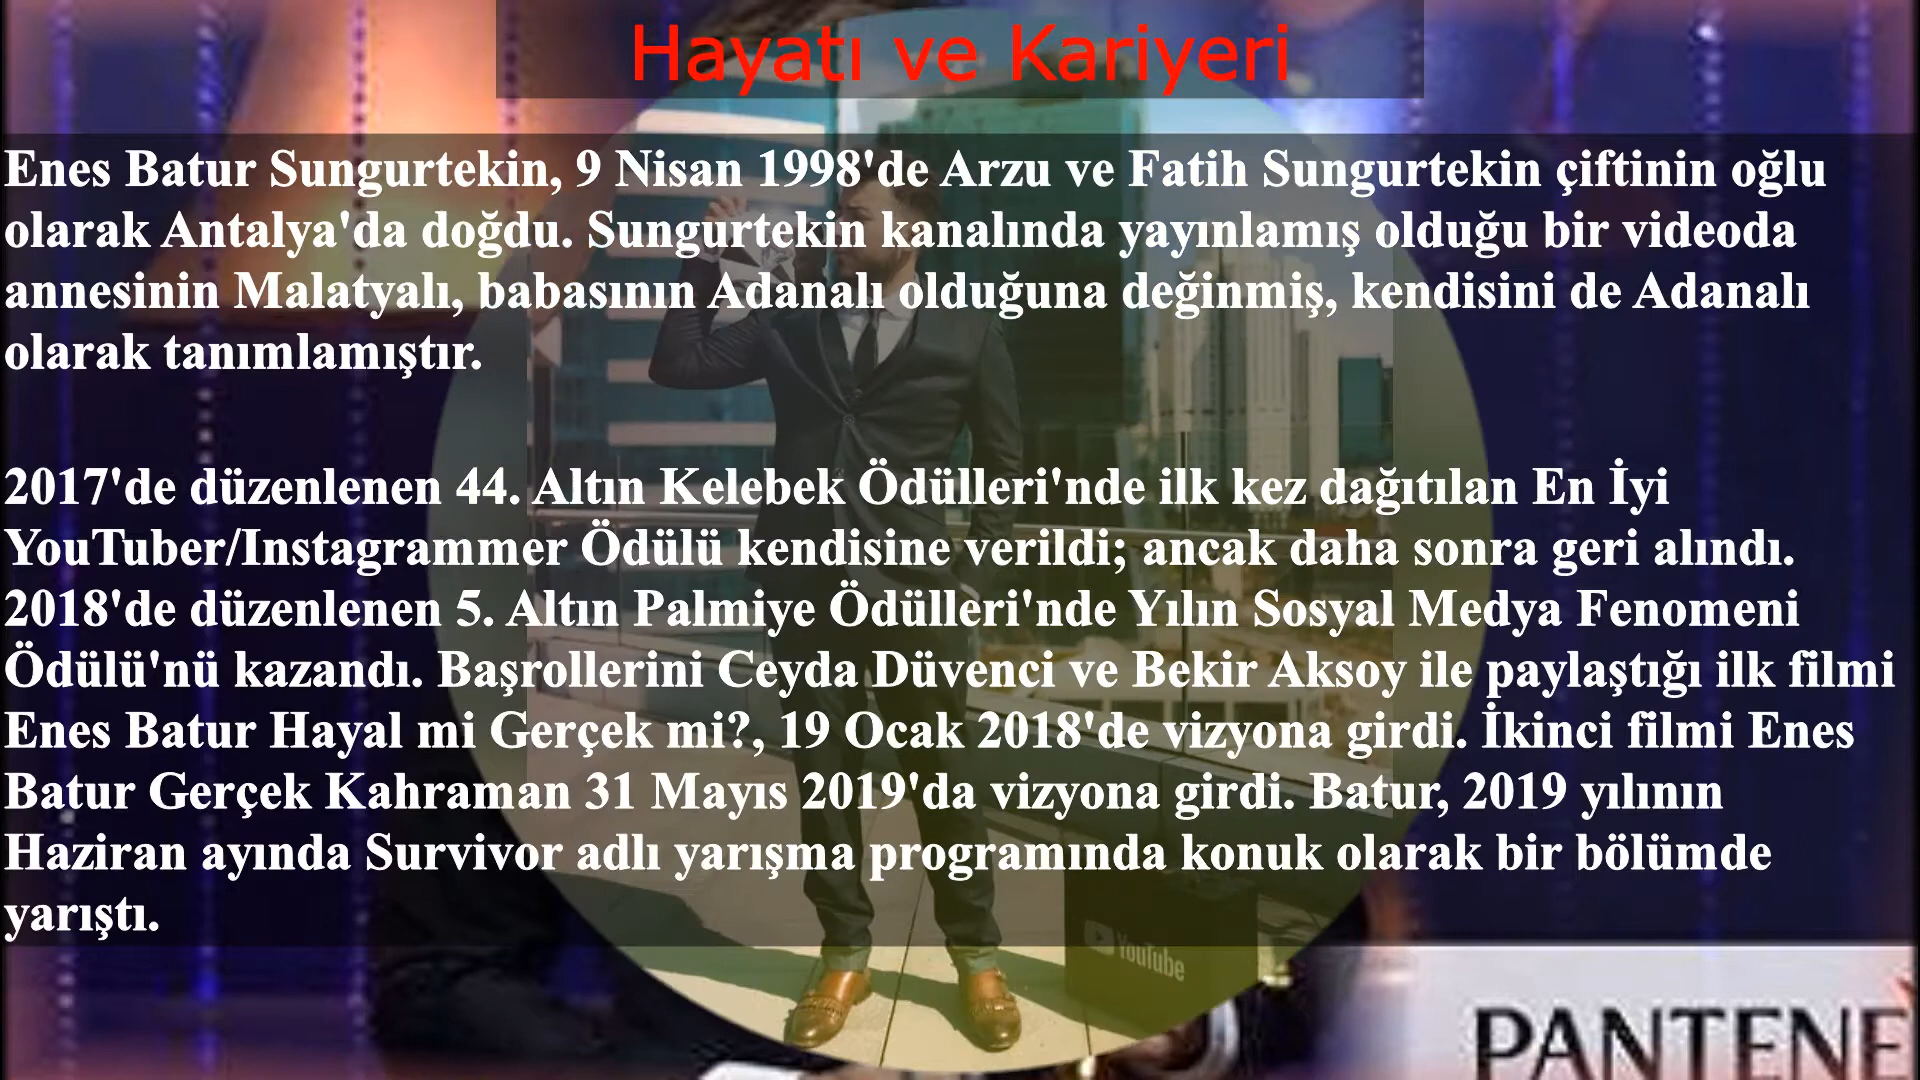 Hayatı ve Kariyeri
Enes Batur Sungurtekin, 9 Nisan 1998'de Arzu ve Fatih Sungurtekin çiftinin oğlu
olarak Antalya'da doğdu. Sungurtekin kanalında yayınlamış olduğu bir videoda
annesinin Malatyalı, babasının Adanalı olduğuna değinmiş, kendisini de Adanalı
olarak tanımlamıştır.
2017'de düzenlenen 44. Altın Kelebek Ödülleri'nde ilk kez dağıtılan En İyi
YouTuber/Instagrammer Ödülü kendisine verildi; ancak daha sonra geri alındı.
2018'de düzenlenen 5. Altın Palmiye Ödülleri'nde Yılın Sosyal Medya Fenomeni
Ödülü'nü kazandı. Başrollerini Ceyda Düvenci ve Bekir Aksoy ile paylaştığı ilk filmi
Enes Batur Hayal mi Gerçek mi?, 19 Ocak 2018'de vizyona girdi. İkinci filmi Enes
Batur Gerçek Kahraman 31 Mayıs 2019'da vizyona girdi. Batur, 2019 yılının
Haziran ayında Survivor adlı yarışma programında konuk olarak bir bölümde
yarıştı.
YouTube
PANTENE